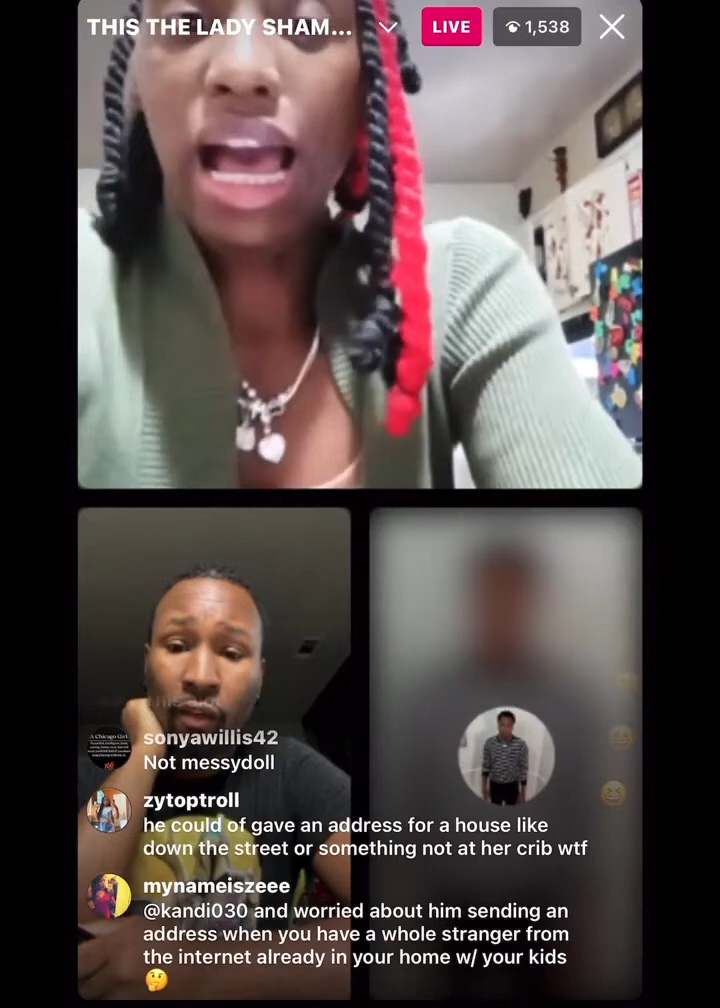 THIS THE LADY SHAM...
LIVE
1,538
sonyawillis42
Not messydoll
zytoptroll
he could of gave an address for a house like
down the street or something not at her crib wtf
mynameiszeee
@kandi030 and worried about him sending an
address when you have a whole stranger from
the internet already in your home w/ your kids
🤔
A Chicago Girl